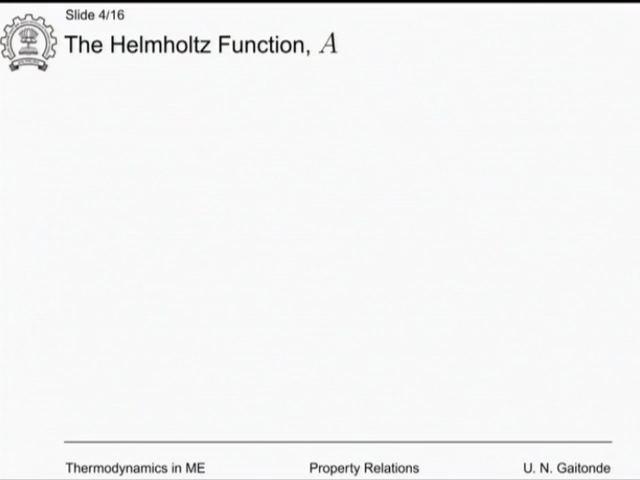 Slide 4/16
The Helmholtz Function, A
Thermodynamics in ME Property Relations U. N. Gaitonde